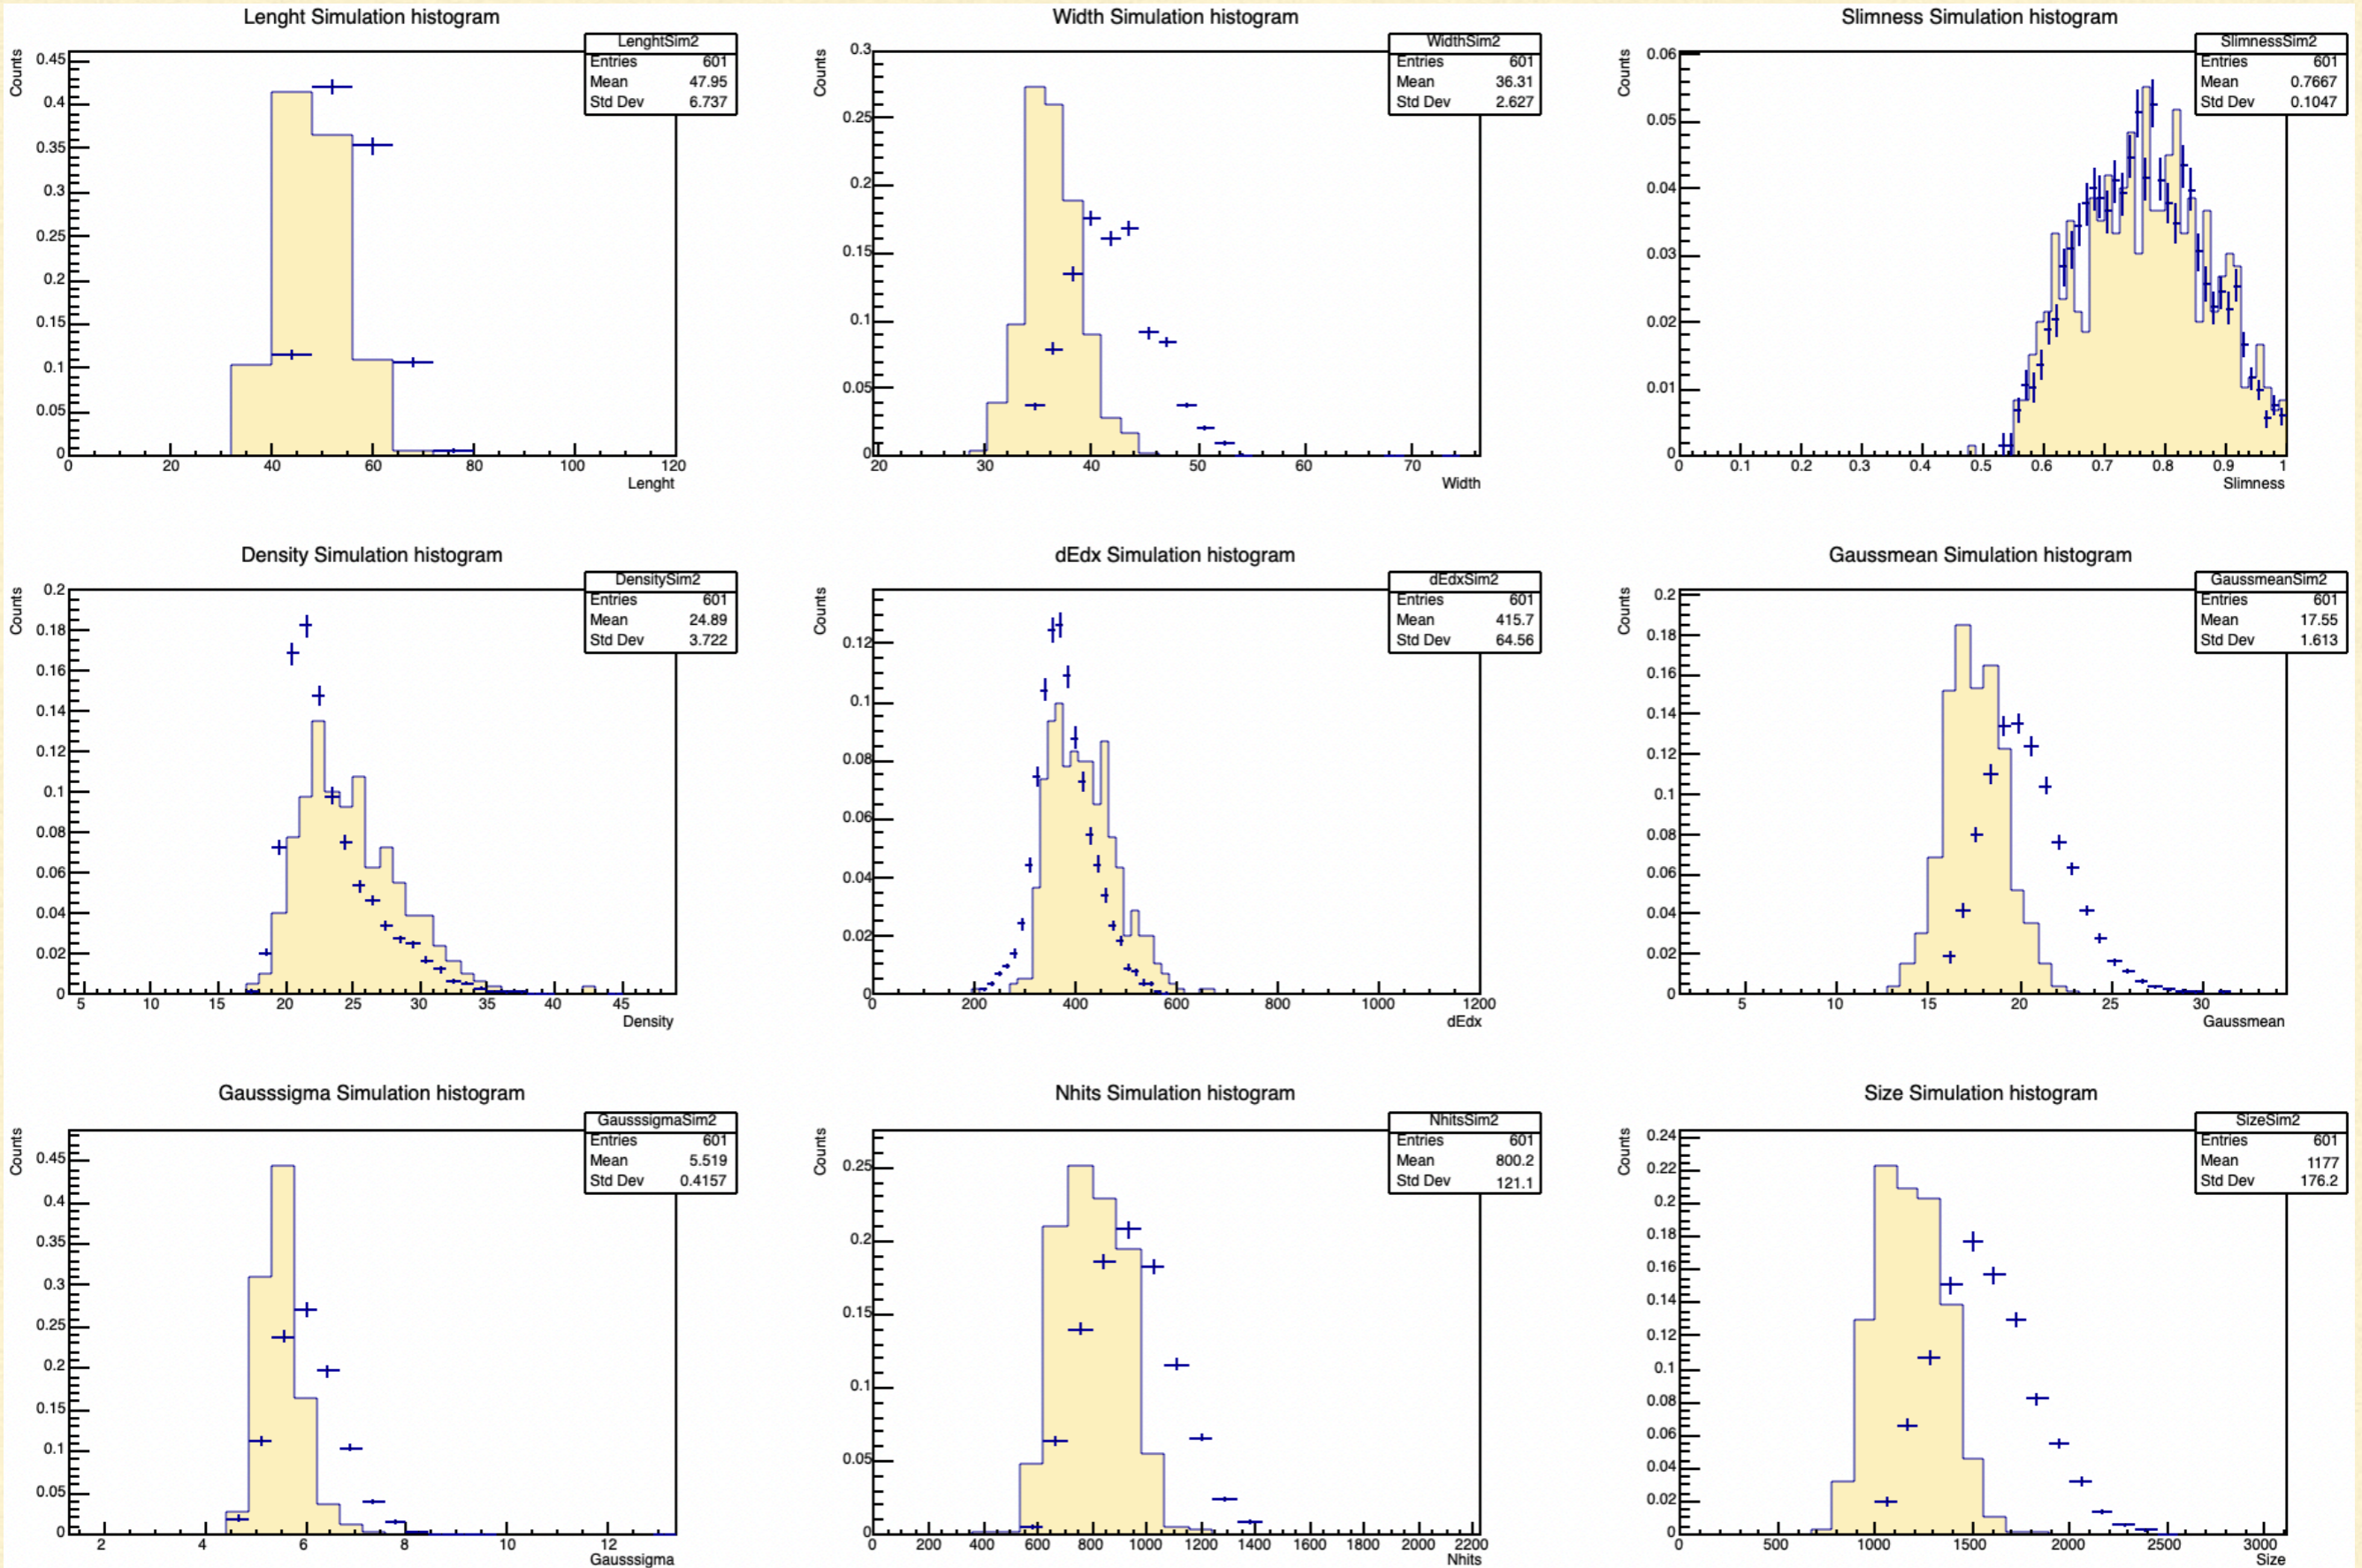 Lenght Simulation histogram
Counts
LenghtSim2
Entries 601
Mean 47.95
Std Dev 6.737
0.45
0.4
0.35
0.3
0.25
0.2
0.15
0.1
0.05
0
0 20 40 60 80 100 120
Lenght
Width Simulation histogram
Counts
WidthSim2
Entries 601
Mean 36.31
Std Dev 2.627
0.3
0.25
0.2
0.15
0.1
0.05
0
20 30 40 50 60 70
Width
Slimness Simulation histogram
Counts
SlimnessSim2
Entries 601
Mean 0.7667
Std Dev 0.1047
0.06
0.05
0.04
0.03
0.02
0.01
0
0 0.1 0.2 0.3 0.4 0.5 0.6 0.7 0.8 0.9 1
Slimness
Density Simulation histogram
Counts
DensitySim2
Entries 601
Mean 24.89
Std Dev 3.722
0.2
0.18
0.16
0.14
0.12
0.1
0.08
0.06
0.04
0.02
0
5 10 15 20 25 30 35 40 45
Density
dEdx Simulation histogram
Counts
dEdxSim2
Entries 601
Mean 415.7
Std Dev 64.56
0.12
0.1
0.08
0.06
0.04
0.02
0
0 200 400 600 800 1000 1200
dEdx
Gaussmean Simulation histogram
Counts
GaussmeanSim2
Entries 601
Mean 17.55
Std Dev 1.613
0.2
0.18
0.16
0.14
0.12
0.1
0.08
0.06
0.04
0.02
0
5 10 15 20 25 30
Gaussmean
Gausssigma Simulation histogram
Counts
GausssigmaSim2
Entries 601
Mean 5.519
Std Dev 0.4157
0.45
0.4
0.35
0.3
0.25
0.2
0.15
0.1
0.05
0
2 4 6 8 10 12
Gausssigma
Nhits Simulation histogram
Counts
NhitsSim2
Entries 601
Mean 800.2
Std Dev 121.1
0.25
0.2
0.15
0.1
0.05
0
0 200 400 600 800 1000 1200 1400 1600 1800 2000 2200
Nhits
Size Simulation histogram
Counts
SizeSim2
Entries 601
Mean 1177
Std Dev 176.2
0.24
0.22
0.2
0.18
0.16
0.14
0.12
0.1
0.08
0.06
0.04
0.02
0
0 500 1000 1500 2000 2500 3000
Size